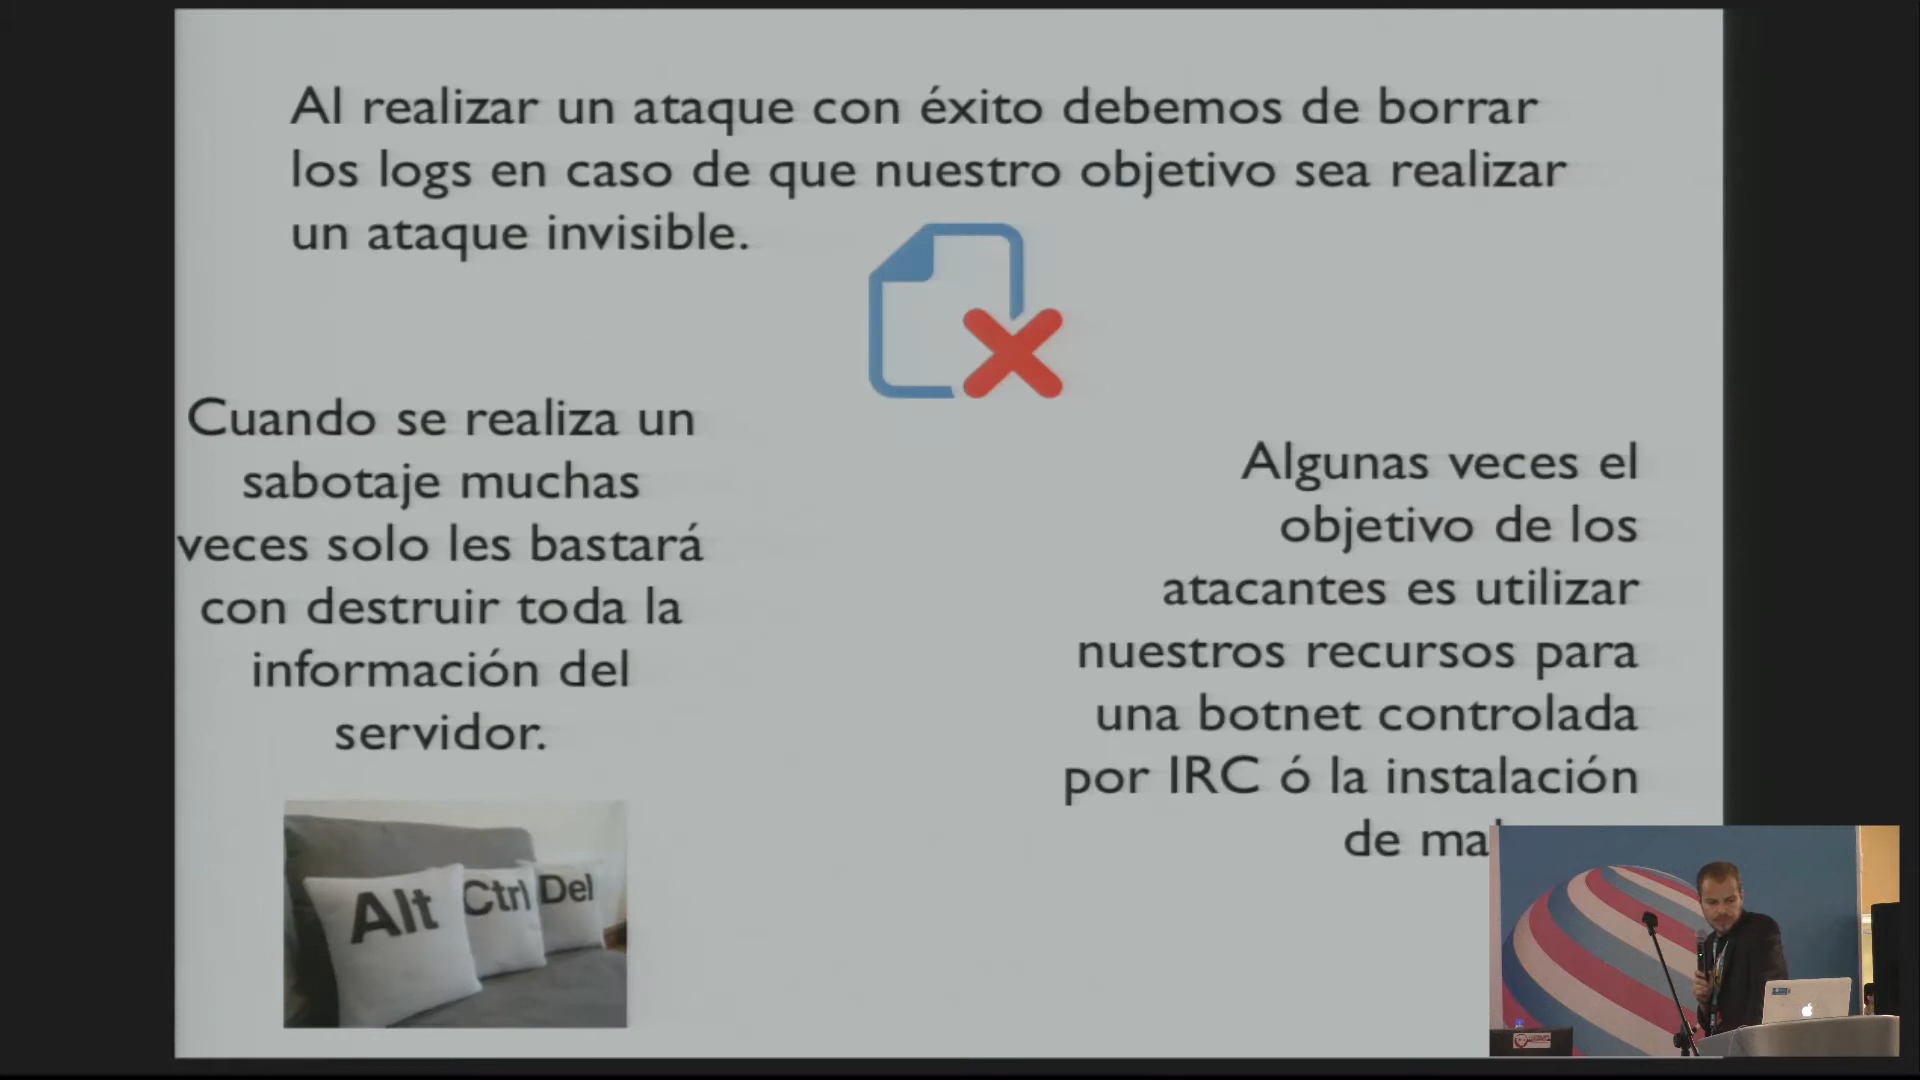 Al realizar un ataque con éxito debemos de borrar
los logs en caso de que nuestro objetivo sea realizar
un ataque invisible.
Cuando se realiza un
sabotaje muchas
veces solo les bastará
con destruir toda la
información del
servidor.
Algunas veces el
objetivo de los
atacantes es utilizar
nuestros recursos para
una botnet controlada
por IRC ó la instalación
de
Alt
Ctrl
Del